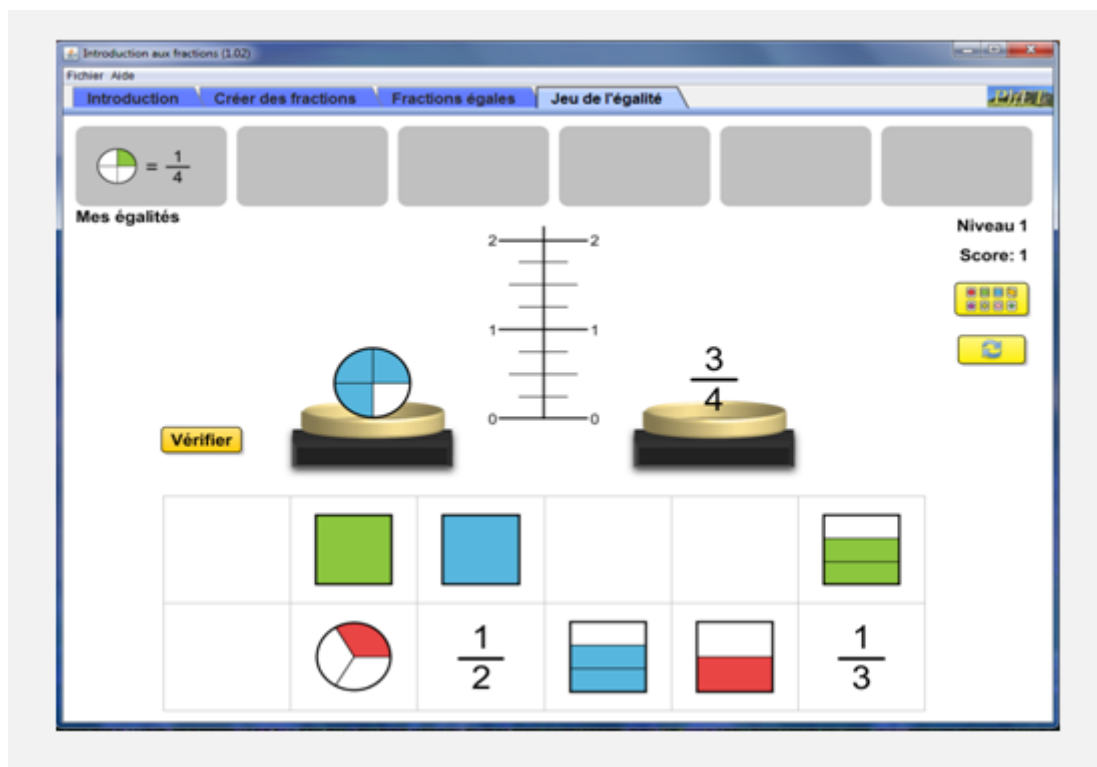 Introduction aux fractions (1.02)
Fichier Aide
Introduction Créer des fractions Fractions égales Jeu de l'égalité
= 1/4
Mes égalités
Niveau 1
Score: 1
2 2
1 1
0 0
3/4
Vérifier
1/2 1/3